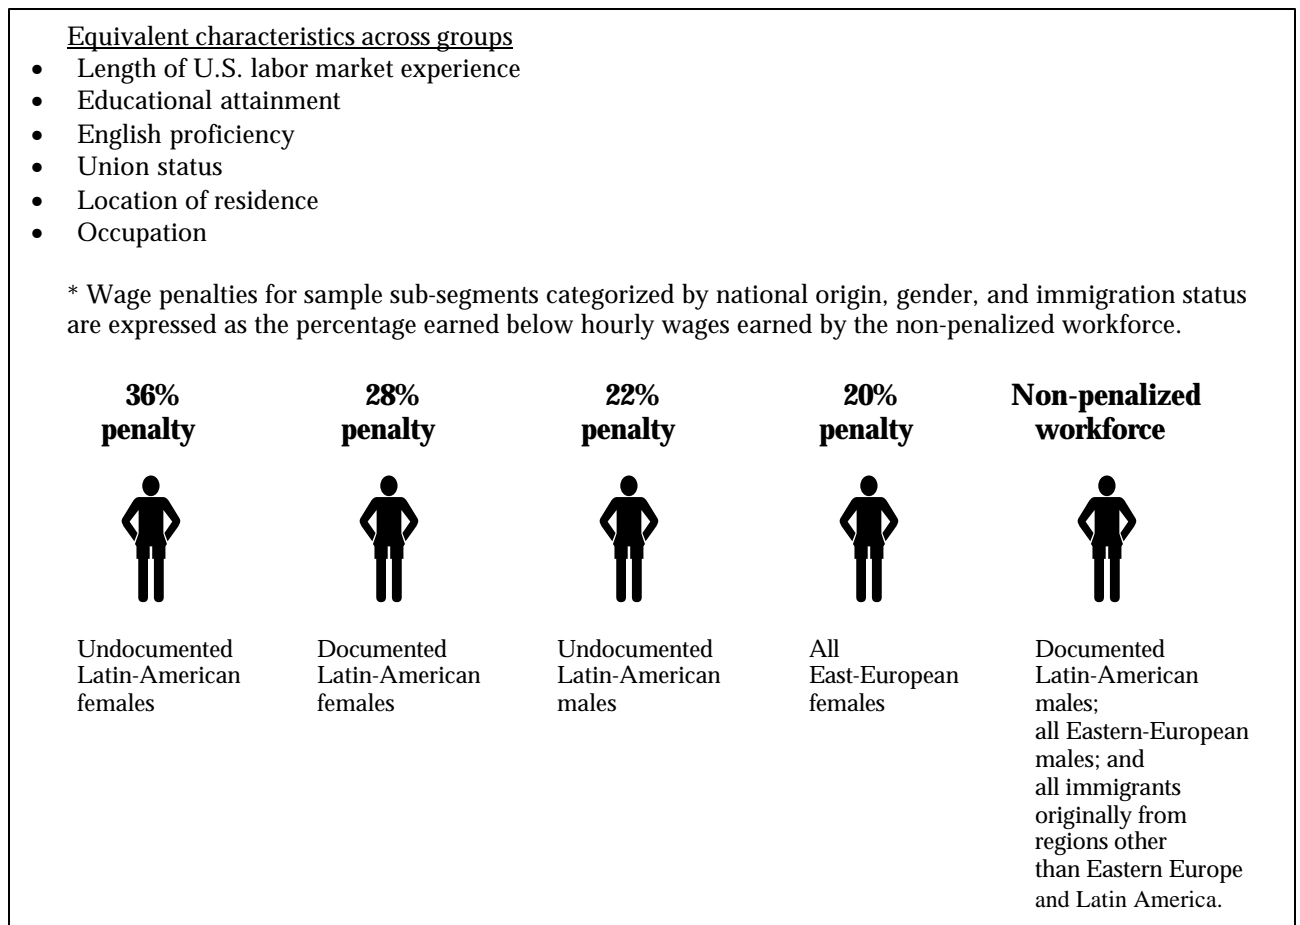 Equivalent characteristics across groups
• Length of U.S. labor market experience
• Educational attainment
• English proficiency
• Union status
• Location of residence
• Occupation
* Wage penalties for sample sub-segments categorized by national origin, gender, and immigration status
are expressed as the percentage earned below hourly wages earned by the non-penalized workforce.
36%
penalty
28%
penalty
22%
penalty
20%
penalty
Non-penalized
workforce
Undocumented
Latin-American
females
Documented
Latin-American
females
Undocumented
Latin-American
males
All
East-European
females
Documented
Latin-American
males;
all Eastern-European
males; and
all immigrants
originally from
regions other
than Eastern Europe
and Latin America.